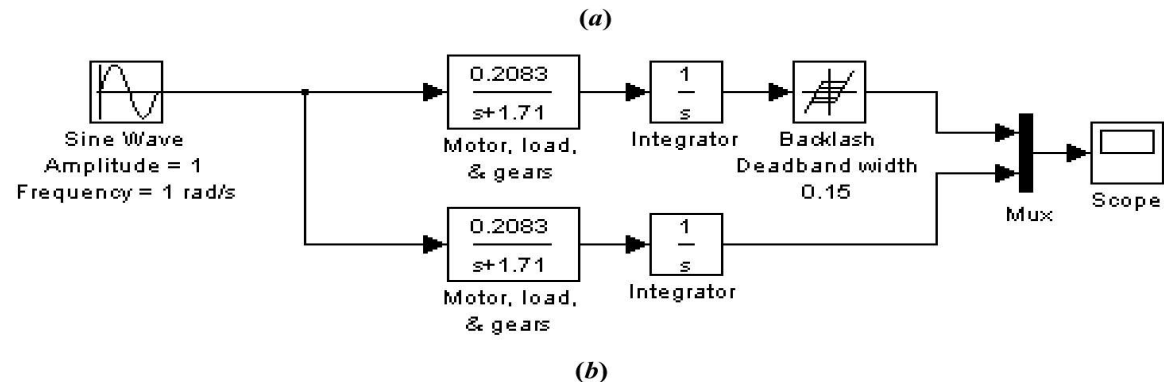 (a)
Sine Wave
Amplitude = 1
Frequency = 1 rad/s
0.2083
s+1.71
Motor, load,
& gears
1
s
Integrator
Backlash
Deadband width
0.15
Mux
Scope
0.2083
s+1.71
Motor, load,
& gears
1
s
Integrator
(b)